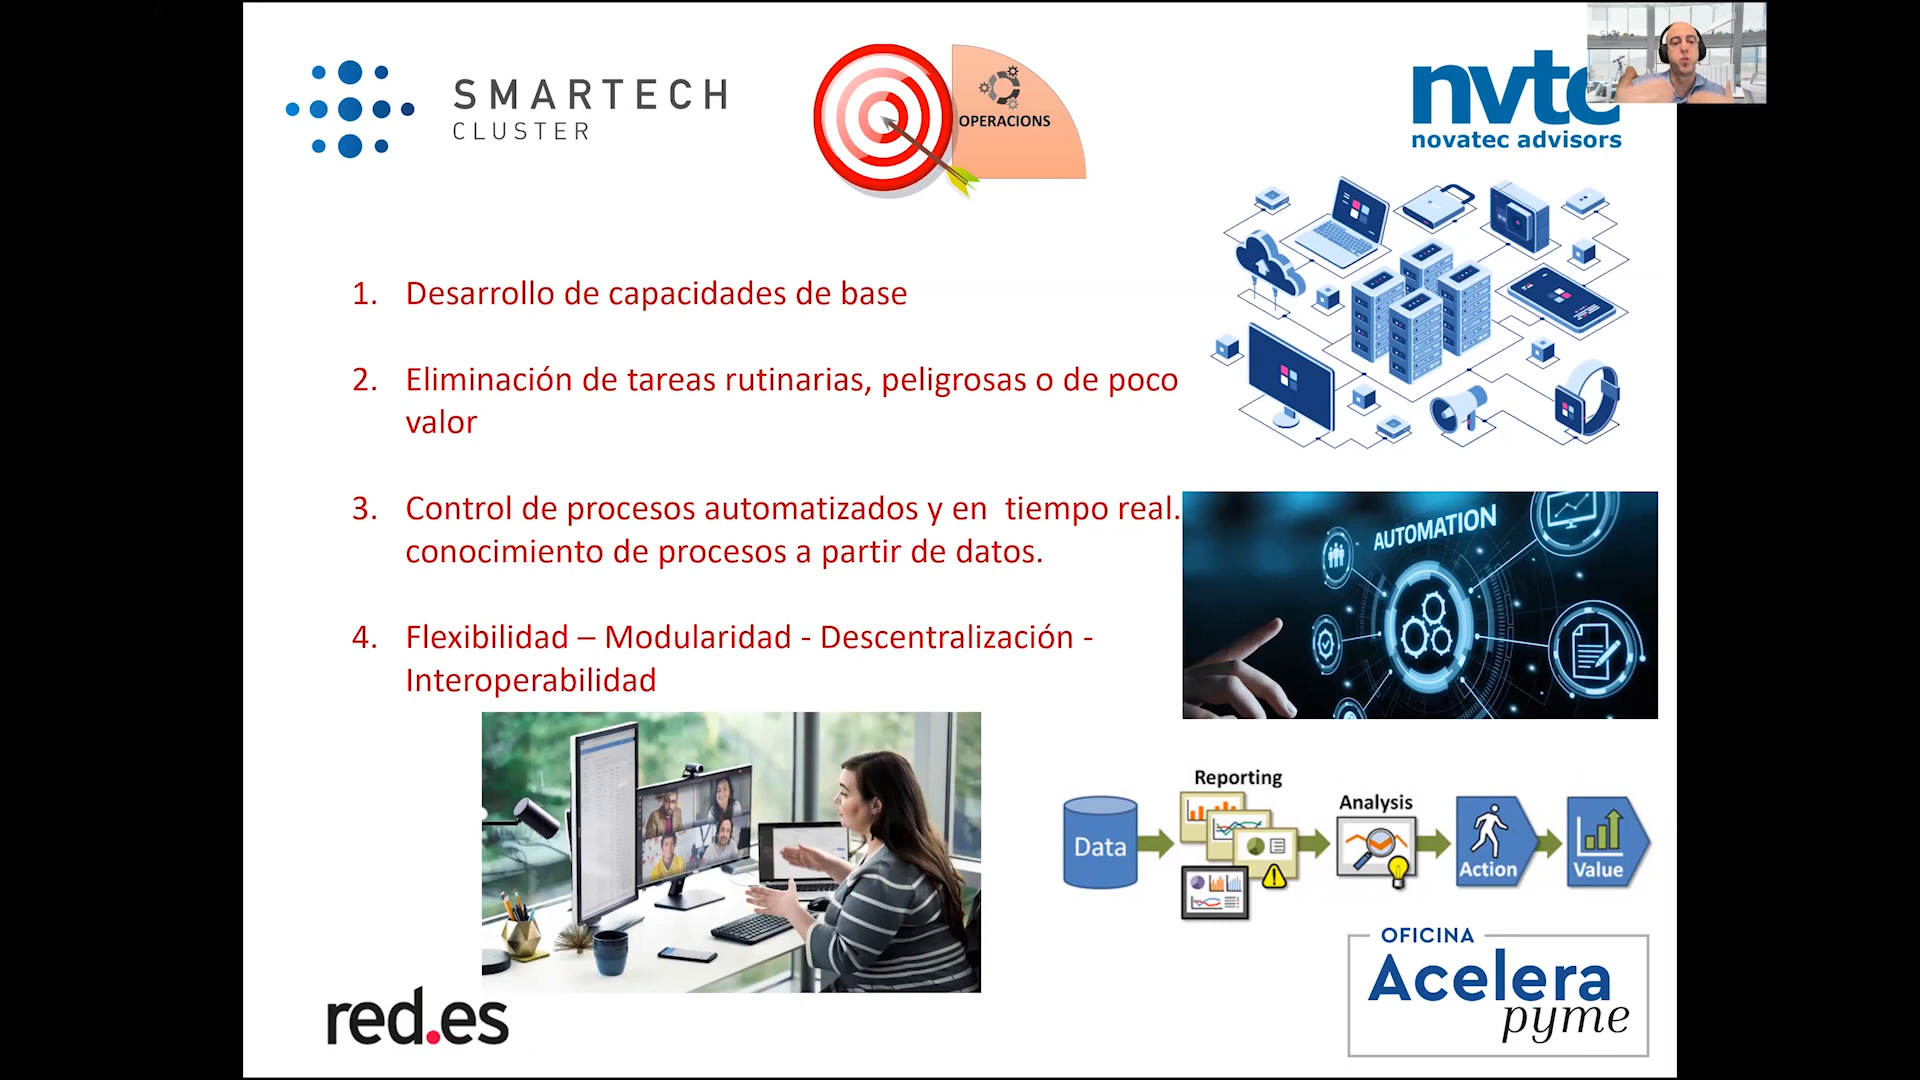 SMARTECH
CLUSTER
OPERACIONS
nvtc
novatec advisors
1. Desarrollo de capacidades de base
2. Eliminación de tareas rutinarias, peligrosas o de poco
valor
3. Control de procesos automatizados y en  tiempo real.
conocimiento de procesos a partir de datos.
4. Flexibilidad – Modularidad - Descentralización -
Interoperabilidad
AUTOMATION
Reporting
Analysis
Data
Action
Value
red.es
OFICINA
Acelera
pyme